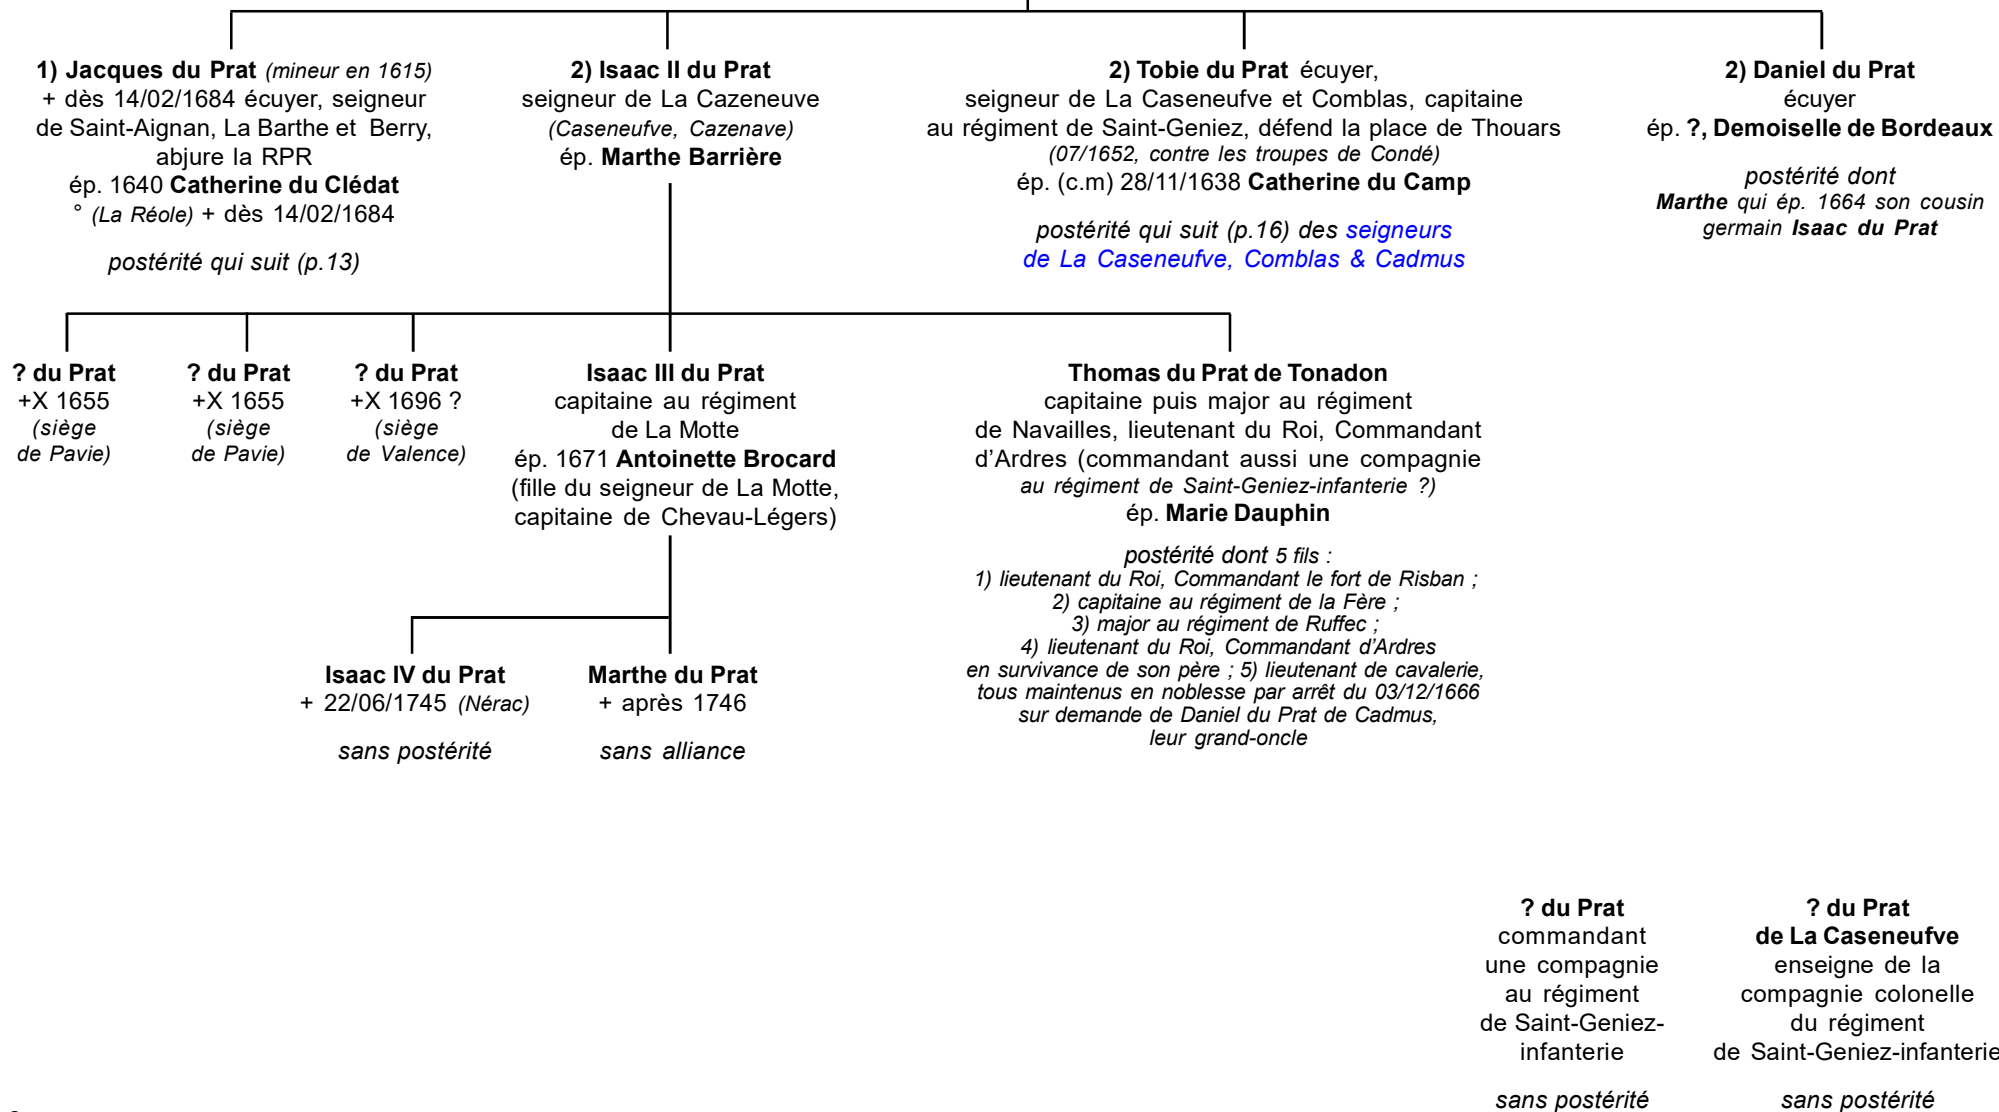 1) Jacques du Prat (mineur en 1615)
+ dès 14/02/1684 écuyer, seigneur
de Saint-Aignan, La Barthe et Berry,
abjure la RPR
ép. 1640 Catherine du Clédat
° (La Réole) + dès 14/02/1684
postérité qui suit (p.13)
2) Isaac II du Prat
seigneur de La Cazeneuve
(Caseneufve, Cazenave)
ép. Marthe Barrière
2) Tobie du Prat écuyer,
seigneur de La Caseneufve et Comblas, capitaine
au régiment de Saint-Geniez, défend la place de Thouars
(07/1652, contre les troupes de Condé)
ép. (c.m) 28/11/1638 Catherine du Camp
postérité qui suit (p.16) des seigneurs
de La Caseneufve, Comblas & Cadmus
2) Daniel du Prat
écuyer
ép. ?, Demoiselle de Bordeaux
postérité dont
Marthe qui ép. 1664 son cousin
germain Isaac du Prat
? du Prat
+X 1655
(siège
de Pavie)
? du Prat
+X 1655
(siège
de Pavie)
? du Prat
+X 1696 ?
(siège
de Valence)
Isaac III du Prat
capitaine au régiment
de La Motte
ép. 1671 Antoinette Brocard
(fille du seigneur de La Motte,
capitaine de Chevau-Légers)
Thomas du Prat de Tonadon
capitaine puis major au régiment
de Navailles, lieutenant du Roi, Commandant
d'Ardres (commandant aussi une compagnie
au régiment de Saint-Geniez-infanterie ?)
ép. Marie Dauphin
postérité dont 5 fils :
1) lieutenant du Roi, Commandant le fort de Risban ;
2) capitaine au régiment de la Fère ;
3) major au régiment de Ruffec ;
4) lieutenant du Roi, Commandant d'Ardres
en survivance de son père ; 5) lieutenant de cavalerie,
tous maintenus en noblesse par arrêt du 03/12/1666
sur demande de Daniel du Prat de Cadmus,
leur grand-oncle
Isaac IV du Prat
+ 22/06/1745 (Nérac)
sans postérité
Marthe du Prat
+ après 1746
sans alliance
? du Prat
commandant
une compagnie
au régiment
de Saint-Geniez-
infanterie
sans postérité
? du Prat
de La Caseneufve
enseigne de la
compagnie colonelle
du régiment
de Saint-Geniez-infanterie
sans postérité